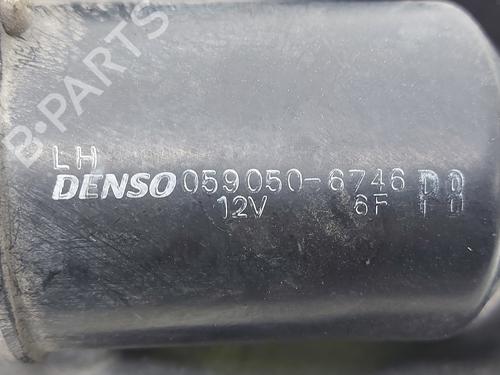 B-PARTS
LH
DENSO 059050-6746
12V 6F